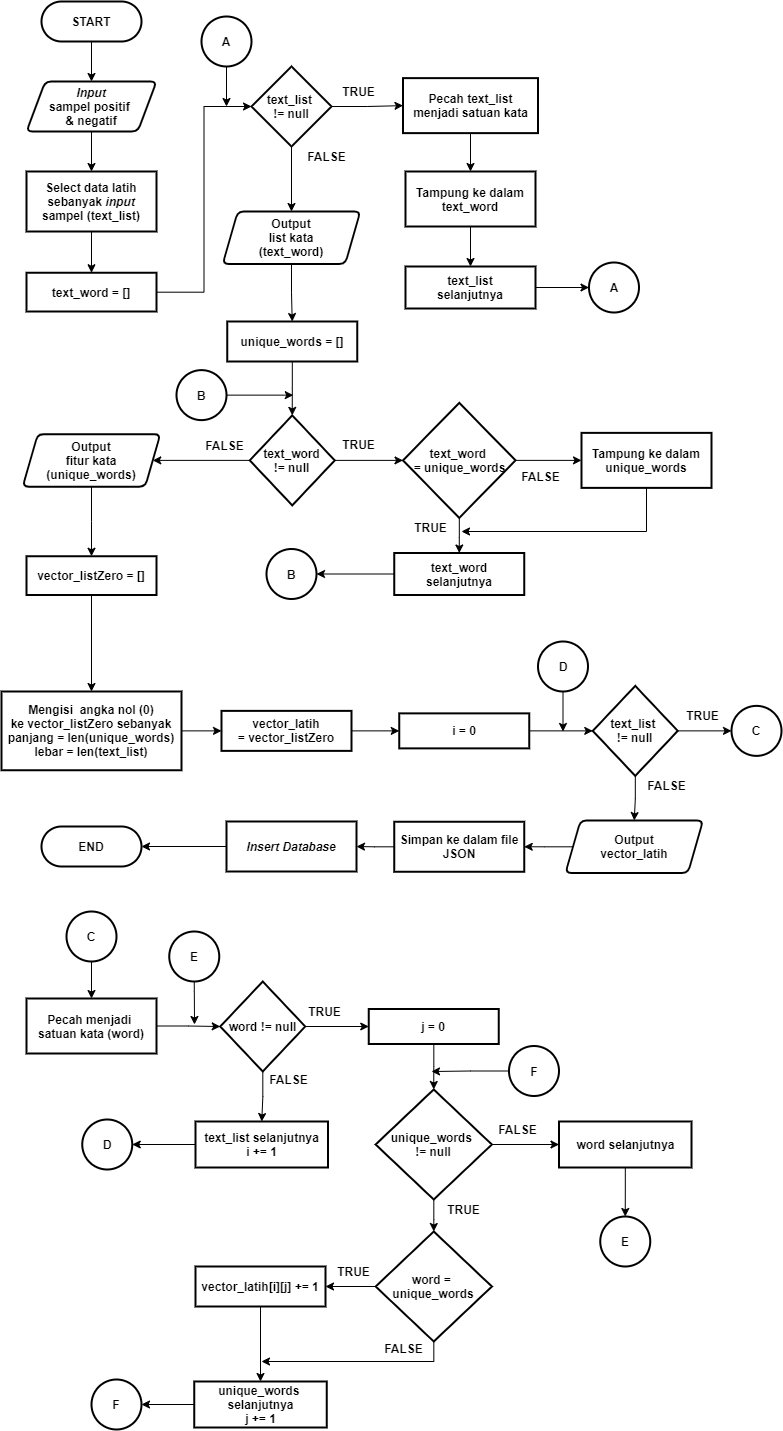 START
A
Input
sampel positif
& negatif
text_list
!= null
TRUE
Pecah text_list
menjadi satuan kata
FALSE
Select data latih
sebanyak input
sampel (text_list)
Tampung ke dalam
text_word
Output
list kata
(text_word)
text_word = []
text_list
selanjutnya
A
unique_words = []
B
Output
fitur kata
(unique_words)
FALSE
text_word
!= null
TRUE
text_word
= unique_words
FALSE
Tampung ke dalam
unique_words
TRUE
vector_listZero = []
B
text_word
selanjutnya
D
Mengisi angka nol (0)
ke vector_listZero sebanyak
panjang = len(unique_words)
lebar = len(text_list)
vector_latih
= vector_listZero
i = 0
text_list
!= null
TRUE
C
FALSE
END
Insert Database
Simpan ke dalam file
JSON
Output
vector_latih
C
E
Pecah menjadi
satuan kata (word)
word != null
TRUE
j = 0
FALSE
F
D
text_list selanjutnya
i += 1
unique_words
!= null
FALSE
word selanjutnya
TRUE
E
vector_latih[i][j] += 1
TRUE
word =
unique_words
FALSE
F
unique_words
selanjutnya
j += 1